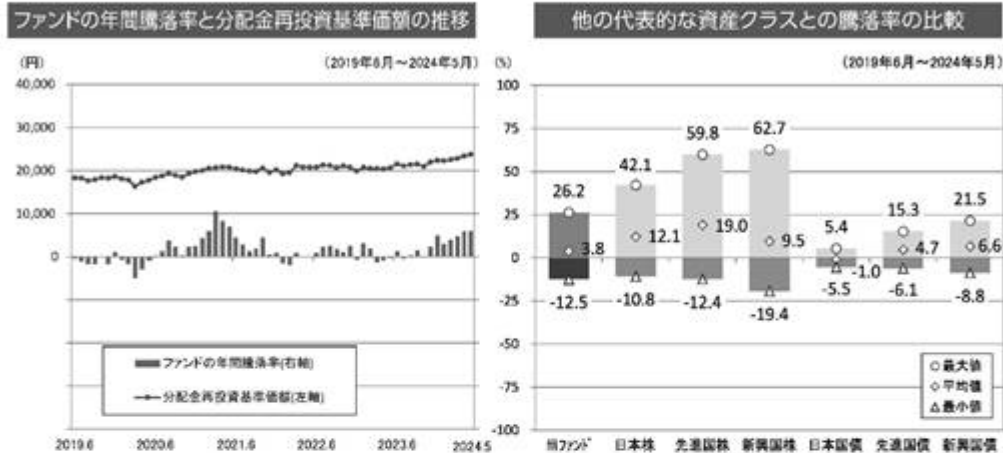 ファンドの年間騰落率と分配金再投資基準価額の推移
(円)
(2019年6月～2024年5月)
40,000
30,000
20,000
10,000
0
ファンドの年間騰落率(右軸)
分配金再投資基準価額(左軸)
2019.6 2020.6 2021.6 2022.6 2023.6 2024.5
他の代表的な資産クラスとの騰落率の比較
(%)
(2019年6月～2024年5月)
100
75
50
25
0
-25
-50
-75
-100
26.2 42.1 59.8 62.7 5.4 15.3 21.5
3.8 12.1 19.0 9.5 -1.0 4.7 6.6
-12.5 -10.8 -12.4 -19.4 -5.5 -6.1 -8.8
最大値
平均値
最小値
当ファンド 日本株 先進国株 新興国株 日本国債 先進国債 新興国債